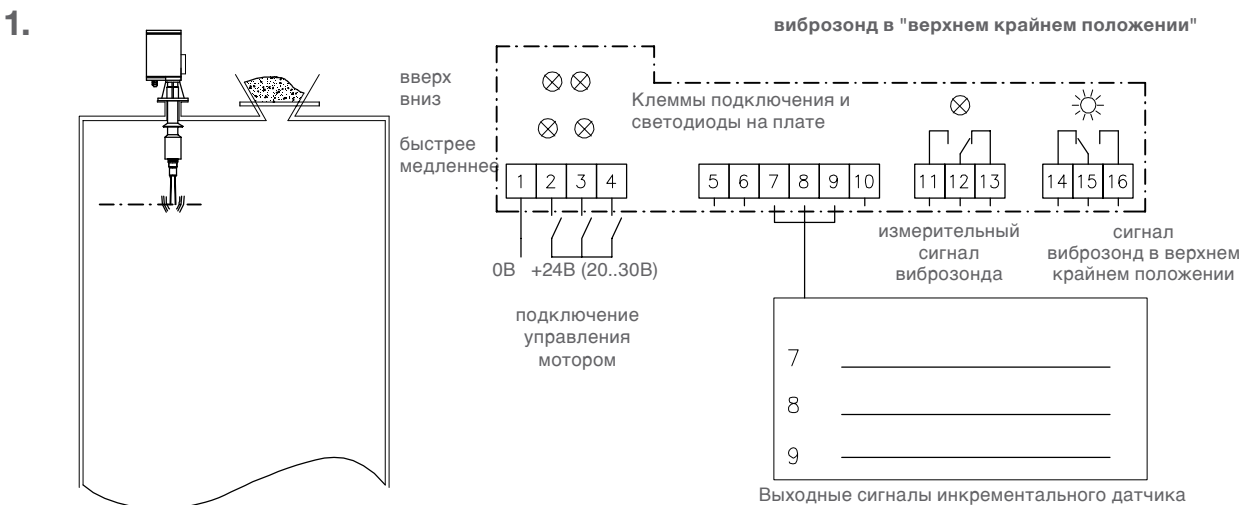 1.
виброзонд в "верхнем крайнем положении"
вверх
вниз
быстрее
медленнее
Клеммы подключения и
светодиоды на плате
1 2 3 4
5 6 7 8 9 10
11 12 13
14 15 16
0В +24В (20..30В)
подключение
управления
мотором
измерительный
сигнал
виброзонда
сигнал
виброзонд в верхнем
крайнем положении
7
8
9
Выходные сигналы инкрементального датчика